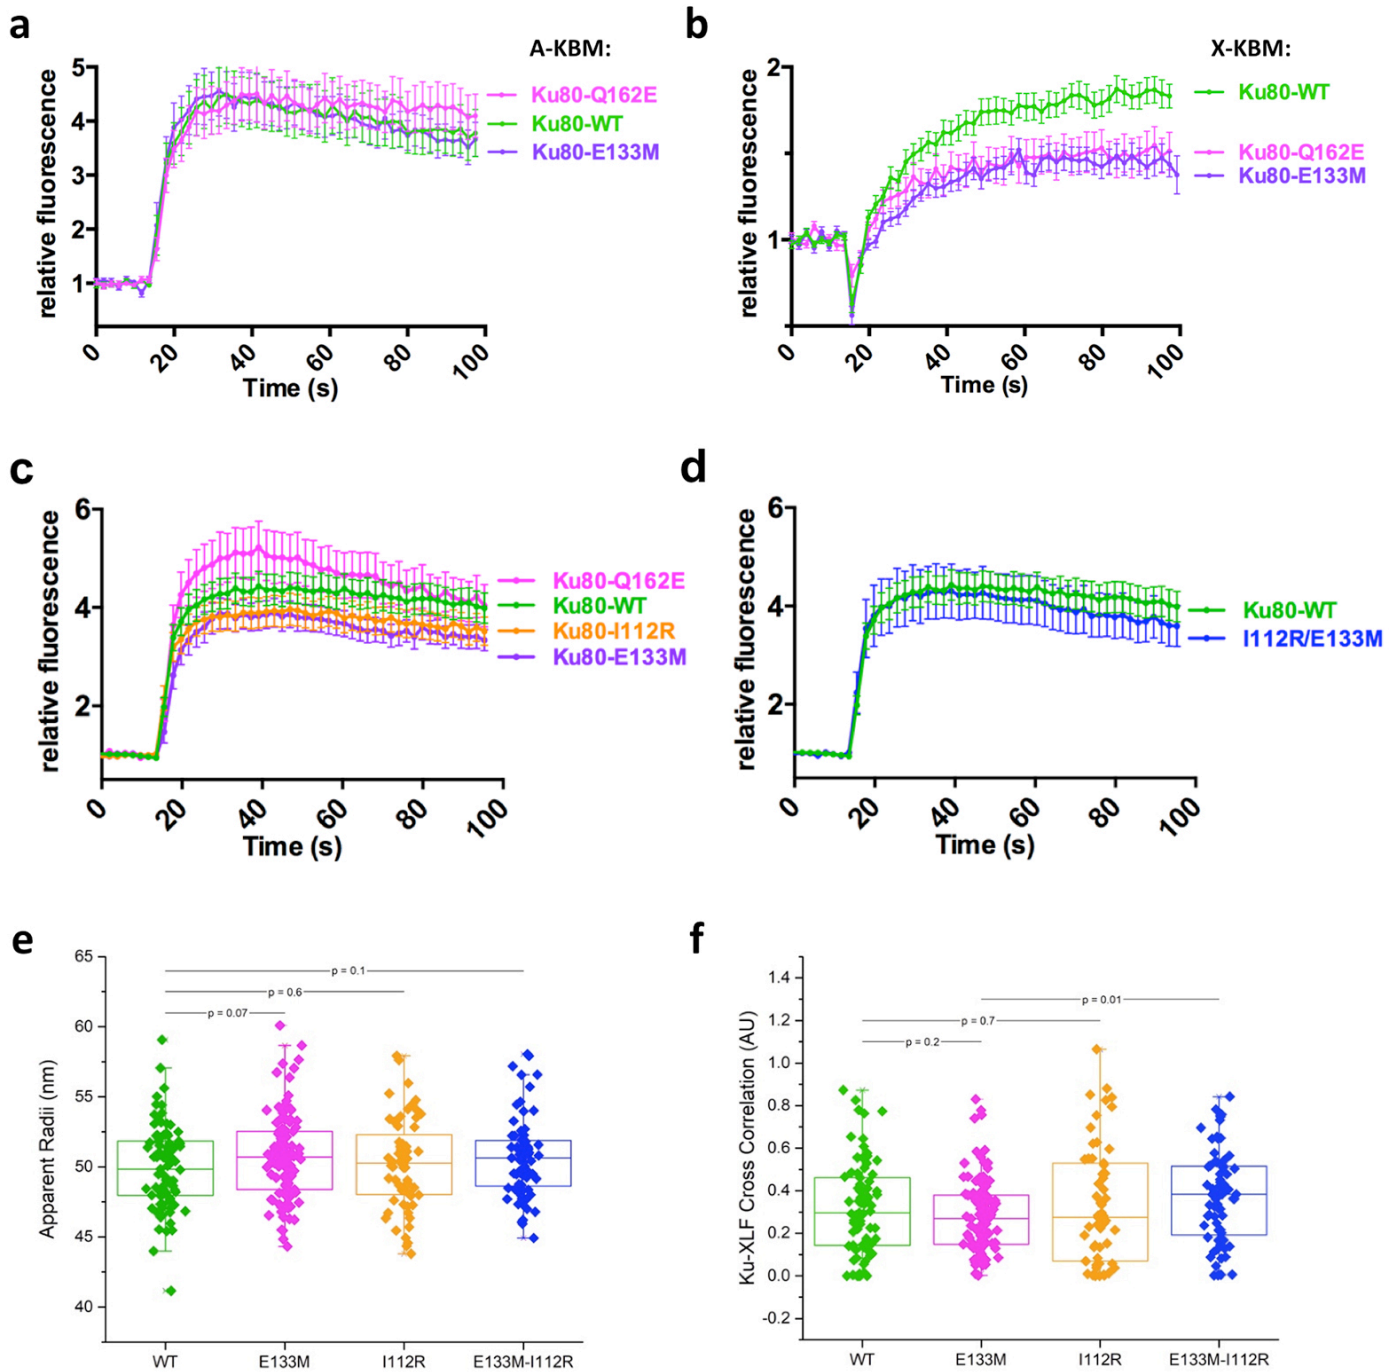 a
A-KBM:
5
4
3
2
1
relative fluorescence
0
20
40
60
80
100
Time (s)
Ku80-Q162E
Ku80-WT
Ku80-E133M
b
X-KBM:
2
1
relative fluorescence
0
20
40
60
80
100
Time (s)
Ku80-WT
Ku80-Q162E
Ku80-E133M
c
6
4
2
relative fluorescence
0
20
40
60
80
100
Time (s)
Ku80-Q162E
Ku80-WT
Ku80-I112R
Ku80-E133M
d
6
4
2
relative fluorescence
0
20
40
60
80
100
Time (s)
Ku80-WT
I112R/E133M
e
65
60
55
50
45
40
Apparent Radii (nm)
p = 0.1
p = 0.6
p = 0.07
WT
E133M
I112R
E133M-I112R
f
1.4
1.2
1.0
0.8
0.6
0.4
0.2
0.0
-0.2
Ku-XLF Cross Correlation (AU)
p = 0.01
p = 0.7
p = 0.2
WT
E133M
I112R
E133M-I112R